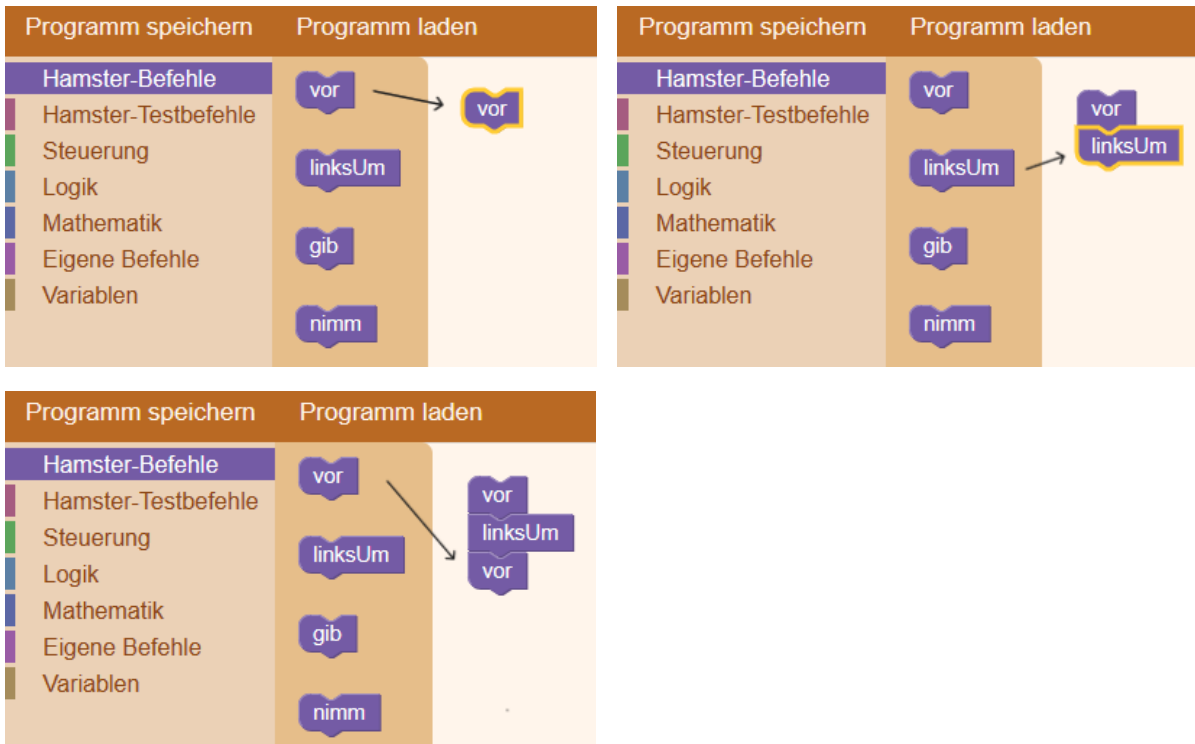 Programm speichern Programm laden
Hamster-Befehle
Hamster-Testbefehle
Steuerung
Logik
Mathematik
Eigene Befehle
Variablen
vor
linksUm
gib
nimm
vor
Programm speichern Programm laden
Hamster-Befehle
Hamster-Testbefehle
Steuerung
Logik
Mathematik
Eigene Befehle
Variablen
vor
linksUm
gib
nimm
vor
linksUm
Programm speichern Programm laden
Hamster-Befehle
Hamster-Testbefehle
Steuerung
Logik
Mathematik
Eigene Befehle
Variablen
vor
linksUm
gib
nimm
vor
linksUm
vor